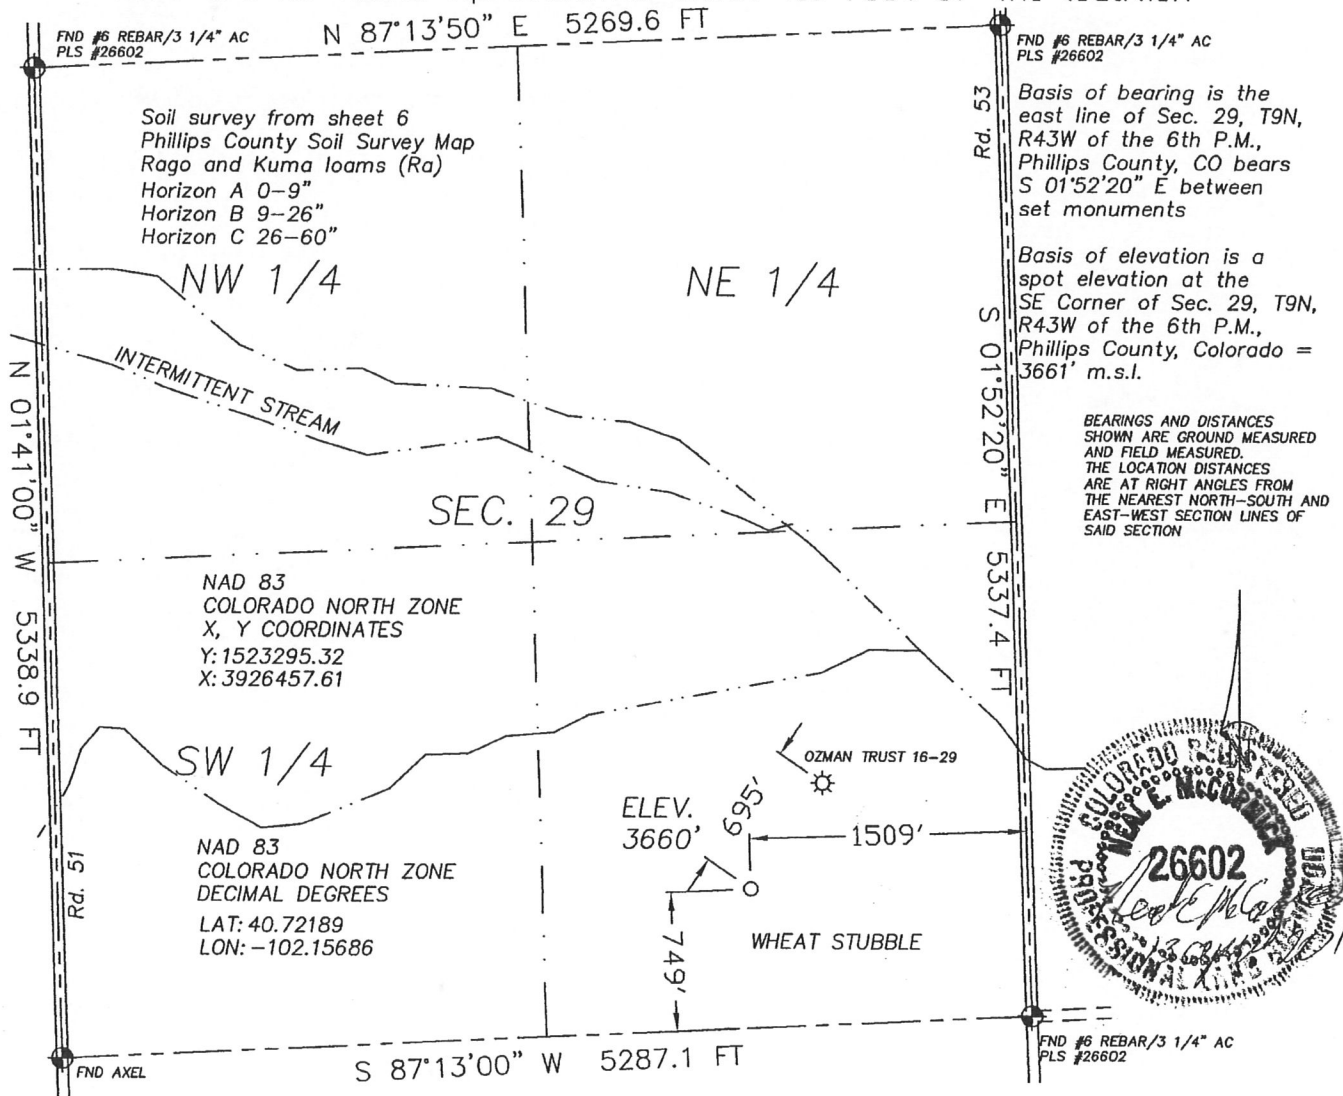 N 87°13'50" E 5269.6 FT
FND #6 REBAR/3 1/4" AC
PLS #26602
FND #6 REBAR/3 1/4" AC
PLS #26602
Soil survey from sheet 6
Phillips County Soil Survey Map
Rago and Kuma loams (Ra)
Horizon A 0-9"
Horizon B 9-26"
Horizon C 26-60"
Rd. 53
Basis of bearing is the
east line of Sec. 29, T9N,
R43W of the 6th P.M.,
Phillips County, CO bears
S 01°52'20" E between
set monuments
Basis of elevation is a
spot elevation at the
SE Corner of Sec. 29, T9N,
R43W of the 6th P.M.,
Phillips County, Colorado =
3661' m.s.l.
NW 1/4
NE 1/4
INTERMITTENT STREAM
N 01°41'00" W 5338.9 FT
S 01°52'20" E 5337.4 FT
BEARINGS AND DISTANCES
SHOWN ARE GROUND MEASURED
AND FIELD MEASURED.
THE LOCATION DISTANCES
ARE AT RIGHT ANGLES FROM
THE NEAREST NORTH-SOUTH AND
EAST-WEST SECTION LINES OF
SAID SECTION
SEC. 29
NAD 83
COLORADO NORTH ZONE
X, Y COORDINATES
Y: 1523295.32
X: 3926457.61
SW 1/4
OZMAN TRUST 16-29
ELEV.
3660'
695'
1509'
749'
WHEAT STUBBLE
NAD 83
COLORADO NORTH ZONE
DECIMAL DEGREES
LAT: 40.72189
LON: -102.15686
Rd. 51
COLORADO REGISTERED
NEAL E. McCORMICK
26602
FND AXEL
S 87°13'00" W 5287.1 FT
FND #6 REBAR/3 1/4" AC
PLS #26602